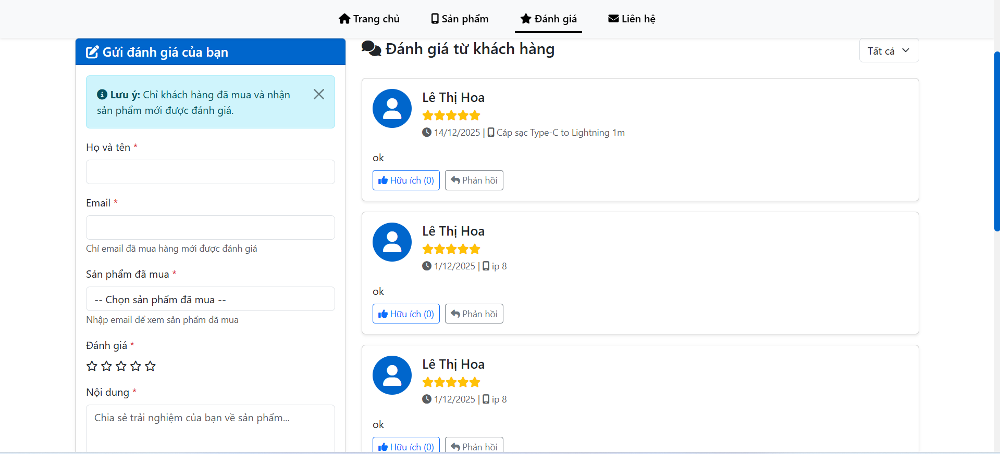 Trang chủ
Sản phẩm
Đánh giá
Liên hệ
Gửi đánh giá của bạn
Lưu ý: Chỉ khách hàng đã mua và nhận
sản phẩm mới được đánh giá.
Họ và tên *
Email *
Chỉ email đã mua hàng mới được đánh giá
Sản phẩm đã mua *
-- Chọn sản phẩm đã mua --
Nhập email để xem sản phẩm đã mua
Đánh giá *
Nội dung *
Chia sẻ trải nghiệm của bạn về sản phẩm...
Đánh giá từ khách hàng
Tất cả
Lê Thị Hoa
14/12/2025 | Cáp sạc Type-C to Lightning 1m
ok
Hữu ích (0)
Phản hồi
Lê Thị Hoa
1/12/2025 | ip 8
ok
Hữu ích (0)
Phản hồi
Lê Thị Hoa
1/12/2025 | ip 8
ok
Hữu ích (0)
Phản hồi